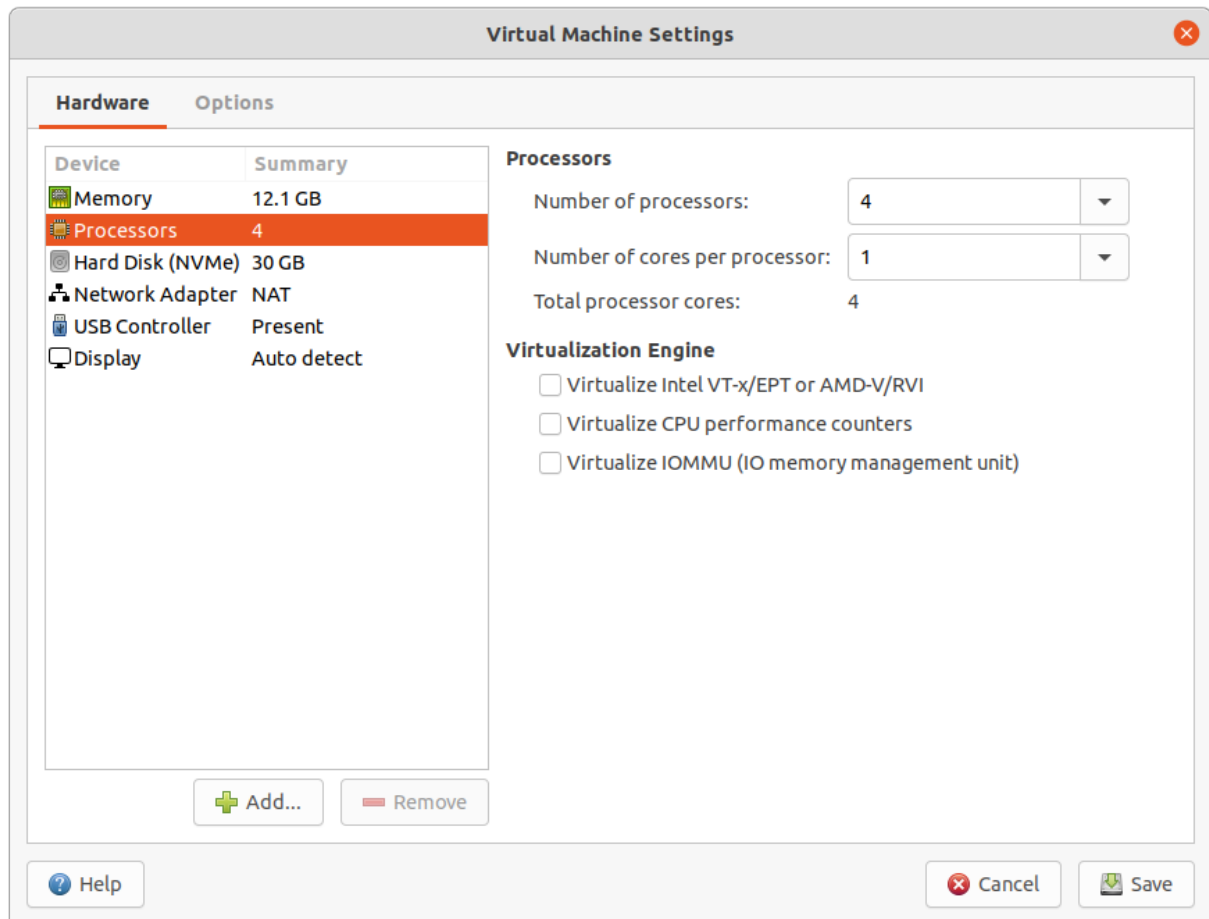 Virtual Machine Settings
Hardware Options
Device Summary
Memory 12.1 GB
Processors 4
Hard Disk (NVMe) 30 GB
Network Adapter NAT
USB Controller Present
Display Auto detect
Add... Remove
Processors
Number of processors: 4
Number of cores per processor: 1
Total processor cores: 4
Virtualization Engine
Virtualize Intel VT-x/EPT or AMD-V/RVI
Virtualize CPU performance counters
Virtualize IOMMU (IO memory management unit)
Help Cancel Save